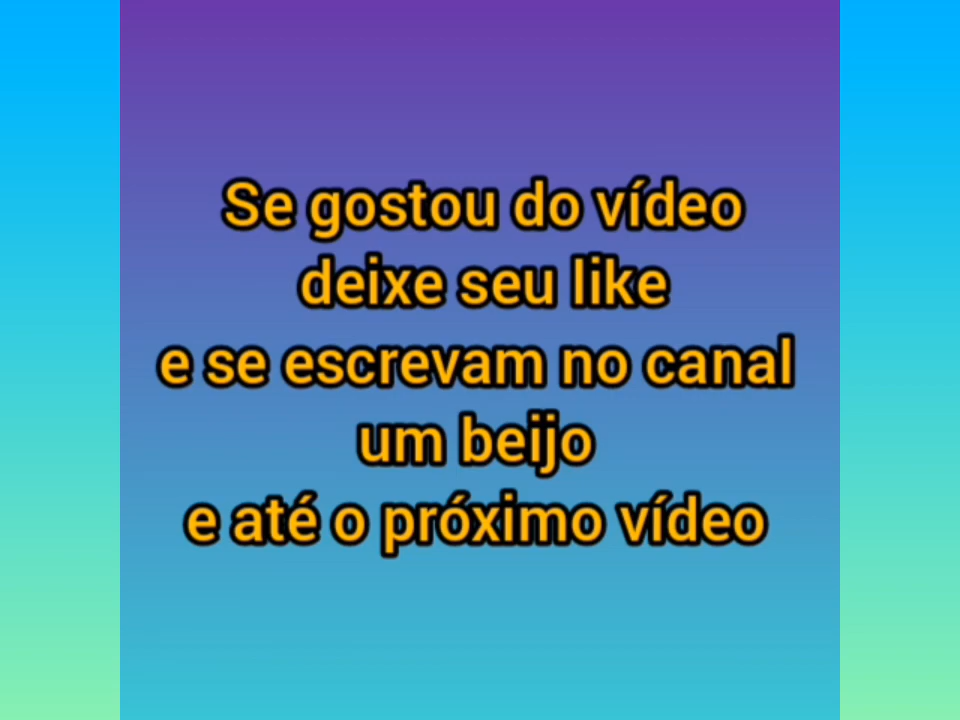 Se gostou do vídeo
deixe seu like
e se escrevam no canal
um beijo
e até o próximo vídeo